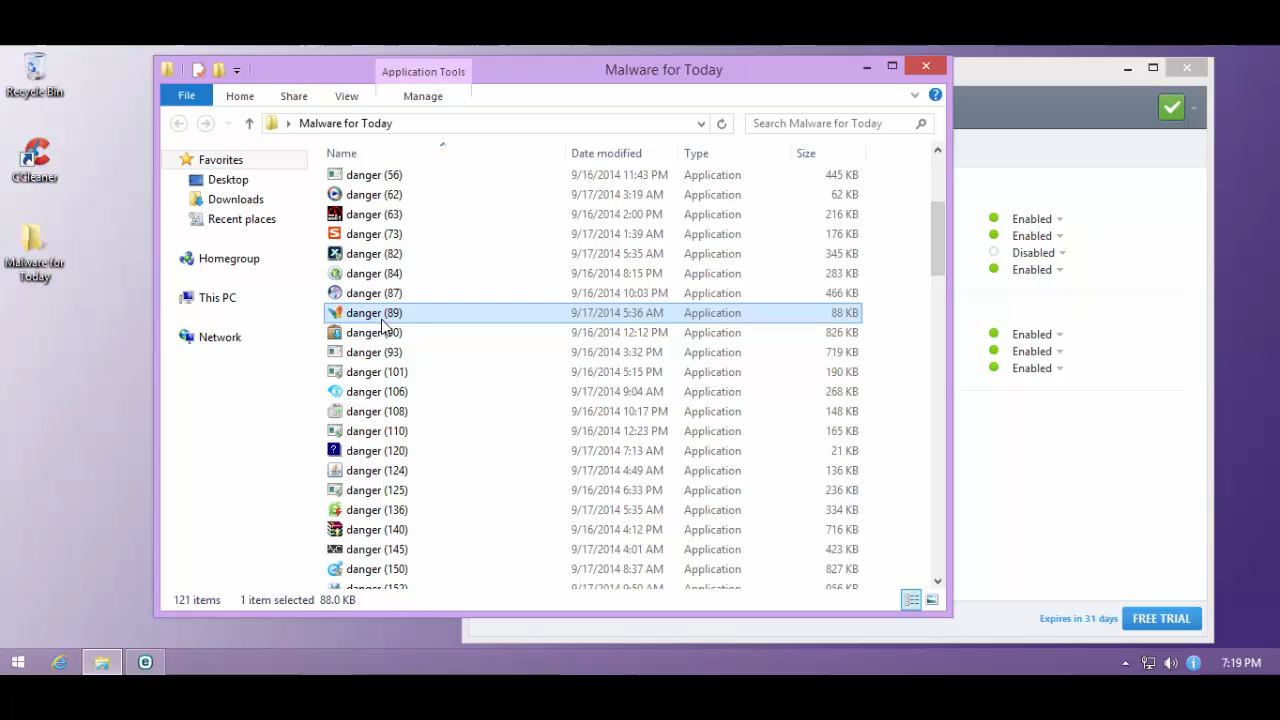 Recycle Bin
CCleaner
Malware for
Today
Application Tools
Malware for Today
File
Home
Share
View
Manage
Malware for Today
Search Malware for Today
Favorites
Desktop
Downloads
Recent places
Homegroup
This PC
Network
Name Date modified Type Size
danger (56) 9/16/2014 11:43 PM Application 445 KB
danger (62) 9/17/2014 3:19 AM Application 62 KB
danger (63) 9/16/2014 2:00 PM Application 216 KB
danger (73) 9/17/2014 1:39 AM Application 176 KB
danger (82) 9/17/2014 5:35 AM Application 345 KB
danger (84) 9/16/2014 8:15 PM Application 283 KB
danger (87) 9/16/2014 10:03 PM Application 466 KB
danger (89) 9/17/2014 5:36 AM Application 88 KB
danger (90) 9/16/2014 12:12 PM Application 826 KB
danger (93) 9/16/2014 3:32 PM Application 719 KB
danger (101) 9/16/2014 5:15 PM Application 190 KB
danger (106) 9/17/2014 9:04 AM Application 268 KB
danger (108) 9/16/2014 10:17 PM Application 148 KB
danger (110) 9/16/2014 12:23 PM Application 165 KB
danger (120) 9/17/2014 7:13 AM Application 21 KB
danger (124) 9/17/2014 4:49 AM Application 136 KB
danger (125) 9/16/2014 6:33 PM Application 236 KB
danger (136) 9/17/2014 5:35 AM Application 334 KB
danger (140) 9/16/2014 4:12 PM Application 716 KB
danger (145) 9/17/2014 4:01 AM Application 423 KB
danger (150) 9/17/2014 8:37 AM Application 827 KB
danger (152) 9/17/2014 9:50 AM Application 956 KB
121 items 1 item selected 88.0 KB
Enabled
Enabled
Disabled
Enabled
Enabled
Enabled
Enabled
Expires in 31 days
FREE TRIAL
7:19 PM